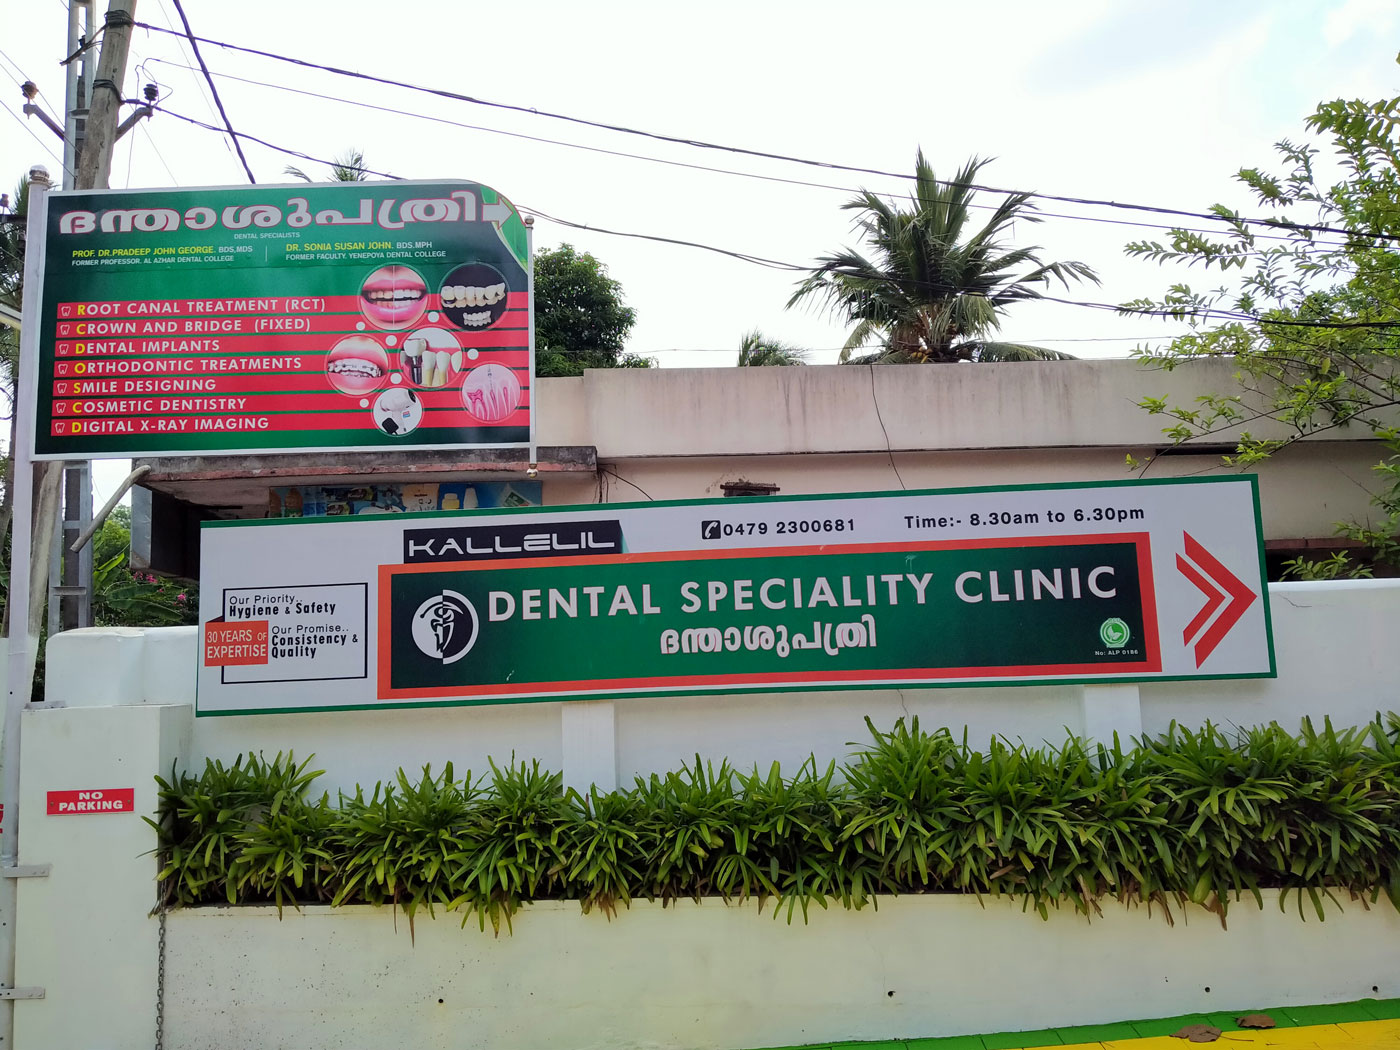 ദന്താശുപത്രി
DENTAL SPECIALISTS
PROF. DR.PRADEEP JOHN GEORGE, BDS,MDS
FORMER PROFESSOR, AL AZHAR DENTAL COLLEGE
DR. SONIA SUSAN JOHN, BDS,MPH
FORMER FACULTY, YENEPOYA DENTAL COLLEGE
ROOT CANAL TREATMENT (RCT)
CROWN AND BRIDGE (FIXED)
DENTAL IMPLANTS
ORTHODONTIC TREATMENTS
SMILE DESIGNING
COSMETIC DENTISTRY
DIGITAL X-RAY IMAGING
KALLELIL
0479 2300681
Time:- 8.30am to 6.30pm
Our Priority..
Hygiene & Safety
30 YEARS OF
EXPERTISE
Our Promise..
Consistency &
Quality
DENTAL SPECIALITY CLINIC
ദന്താശുപത്രി
No: ALP 0186
NO
PARKING